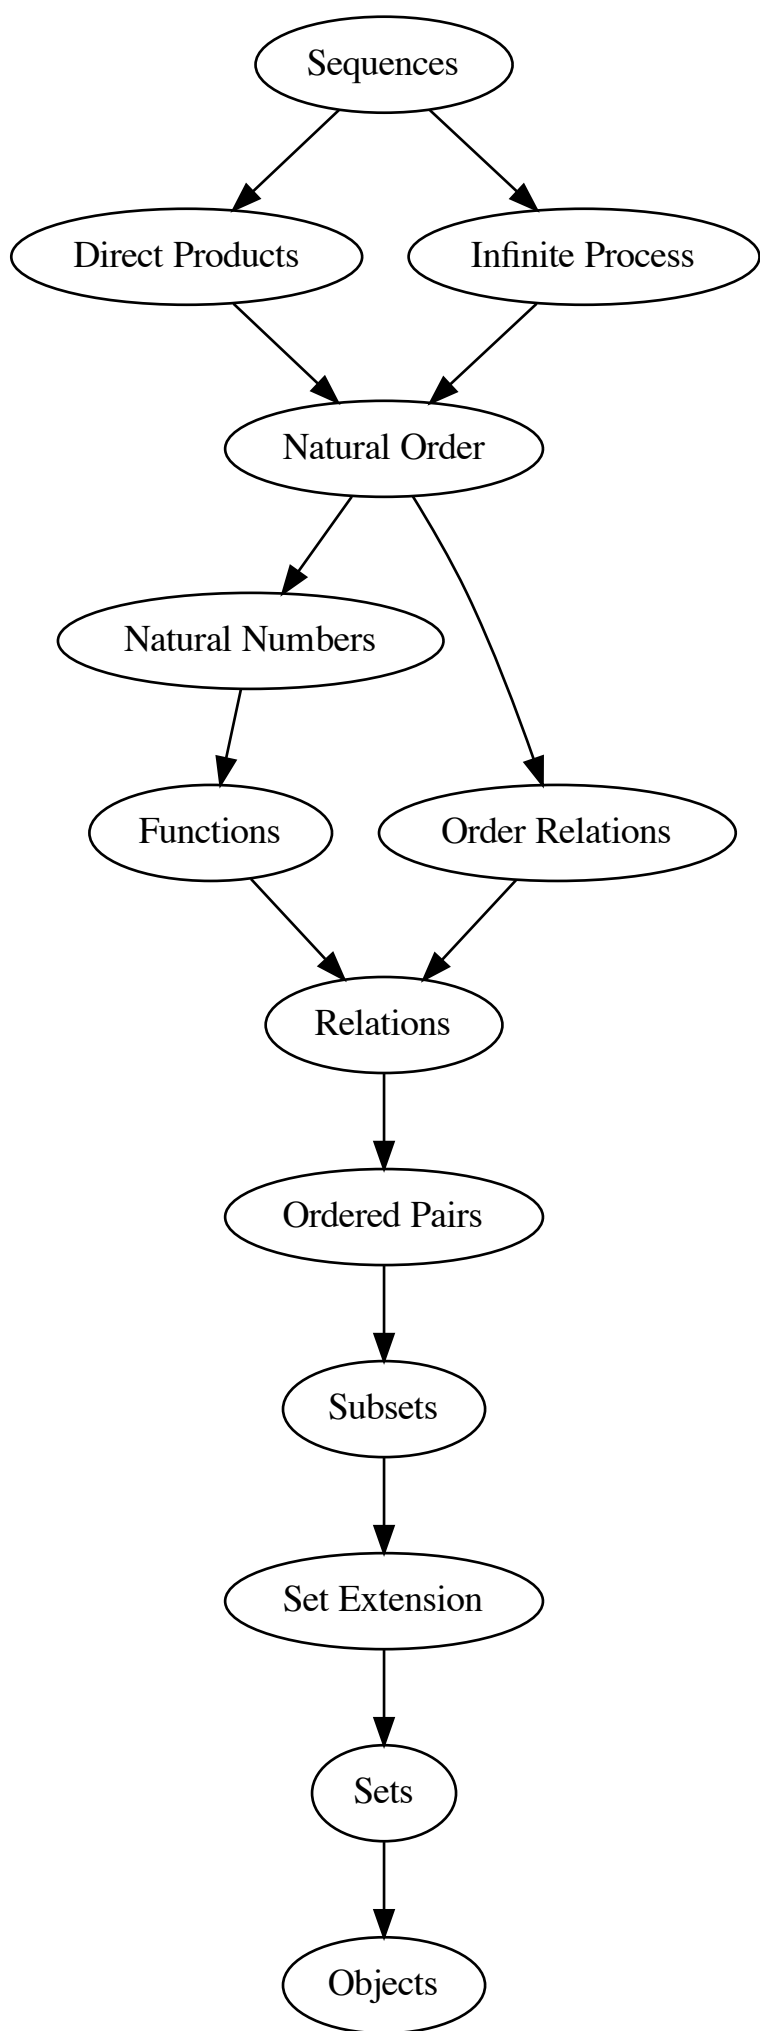 Sequences
Direct Products
Infinite Process
Natural Order
Natural Numbers
Functions
Order Relations
Relations
Ordered Pairs
Subsets
Set Extension
Sets
Objects